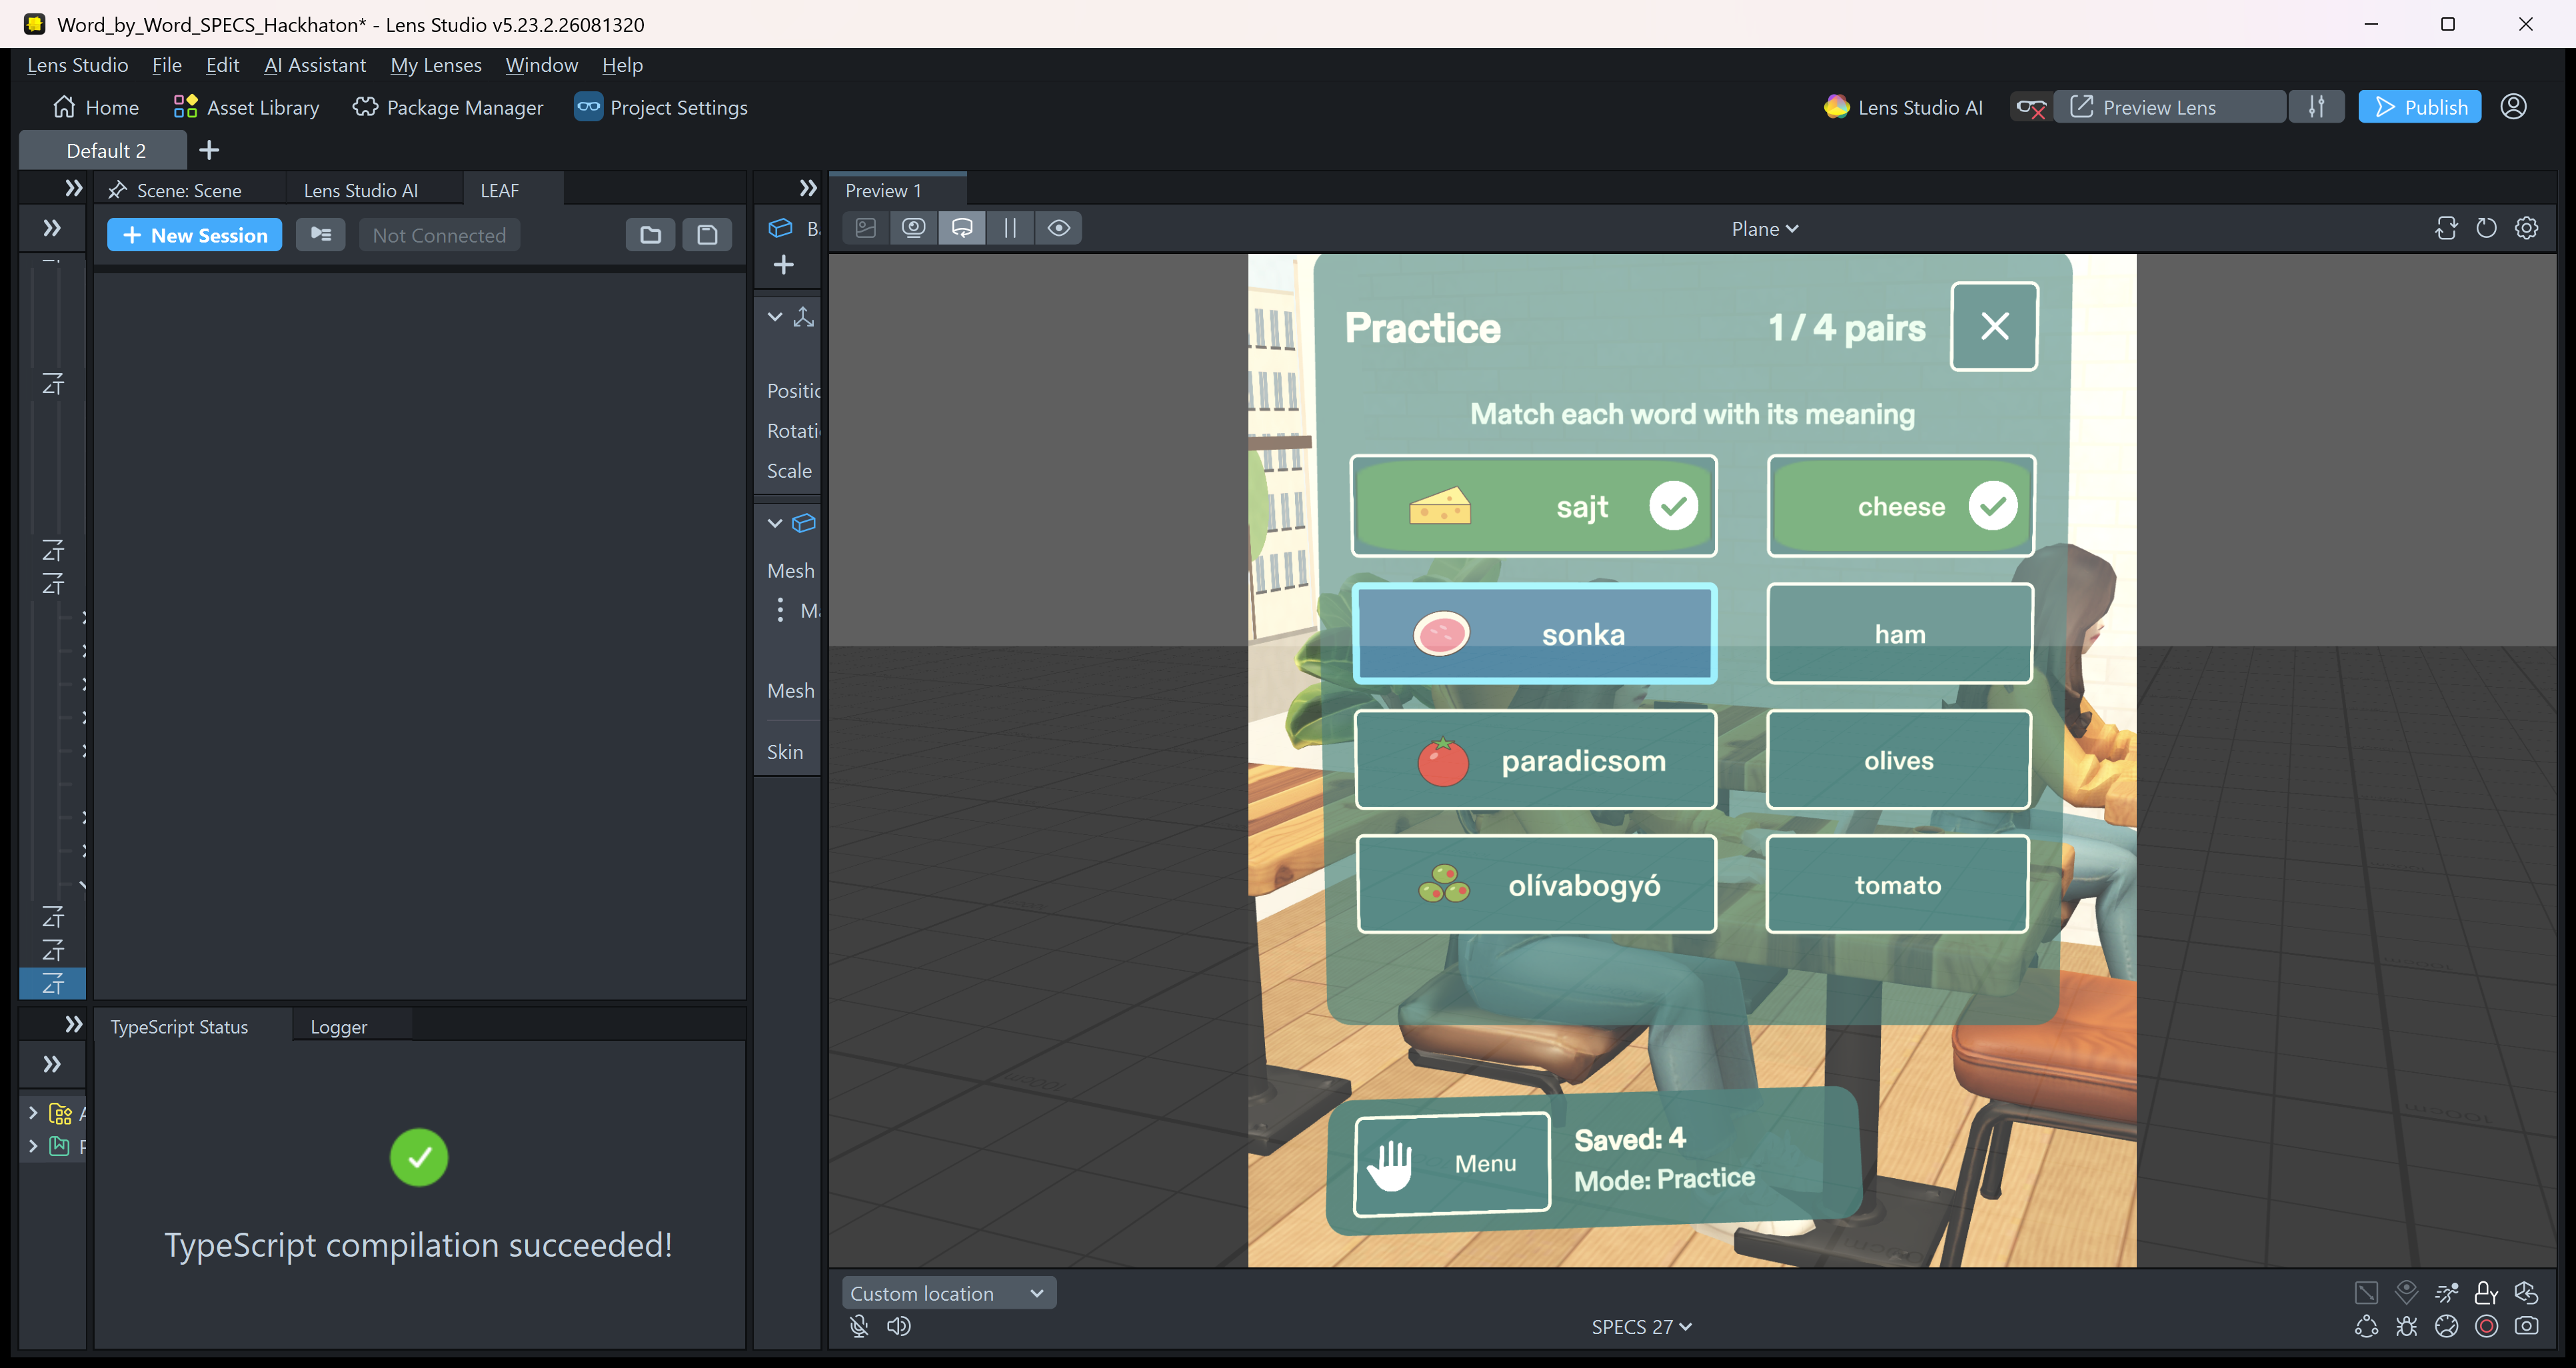 Word_by_Word_SPECS_Hackhaton* - Lens Studio v5.23.2.26081320
Lens Studio File Edit AI Assistant My Lenses Window Help
Home Asset Library Package Manager Project Settings Lens Studio AI Preview Lens Publish
Default 2
Scene: Scene Lens Studio AI LEAF Preview 1
New Session Not Connected Plane
Practice 1 / 4 pairs
Match each word with its meaning
sajt cheese
sonka ham
paradicsom olives
olívabogyó tomato
Scale
Mesh
Mesh
Skin
TypeScript Status Logger
TypeScript compilation succeeded!
Menu
Saved: 4
Mode: Practice
Custom location
SPECS 27